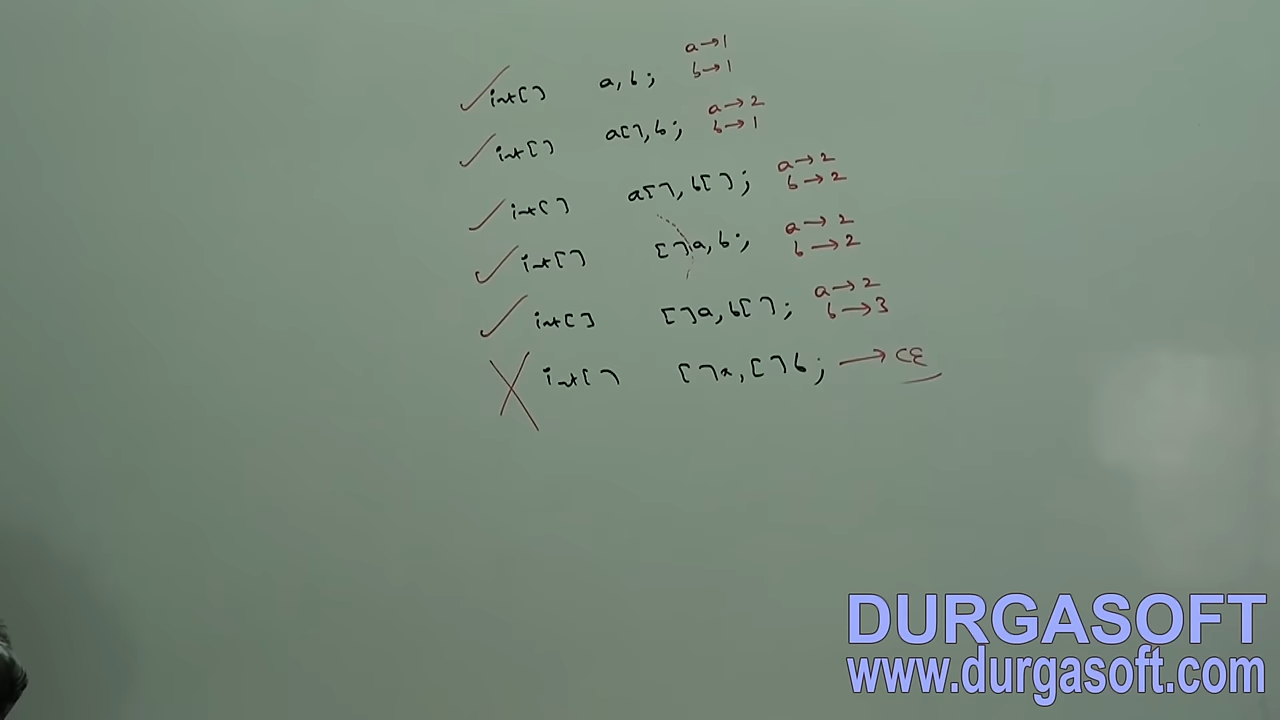 a→1
int[] a,b; b→1
a→2
int[] a[],b; b→1
a→2
int[] a[],b[]; b→2
a→2
int[] []a,b; b→2
a→2
int[] []a,b[]; b→3
int[] []a,[]b; → CE
DURGASOFT
www.durgasoft.com